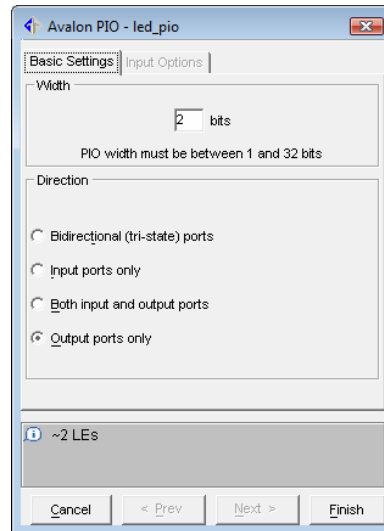 Avalon PIO - led_pio
Basic Settings Input Options
Width
2 bits
PIO width must be between 1 and 32 bits
Direction
Bidirectional (tri-state) ports
Input ports only
Both input and output ports
Output ports only
~2 LEs
Cancel < Prev Next > Finish